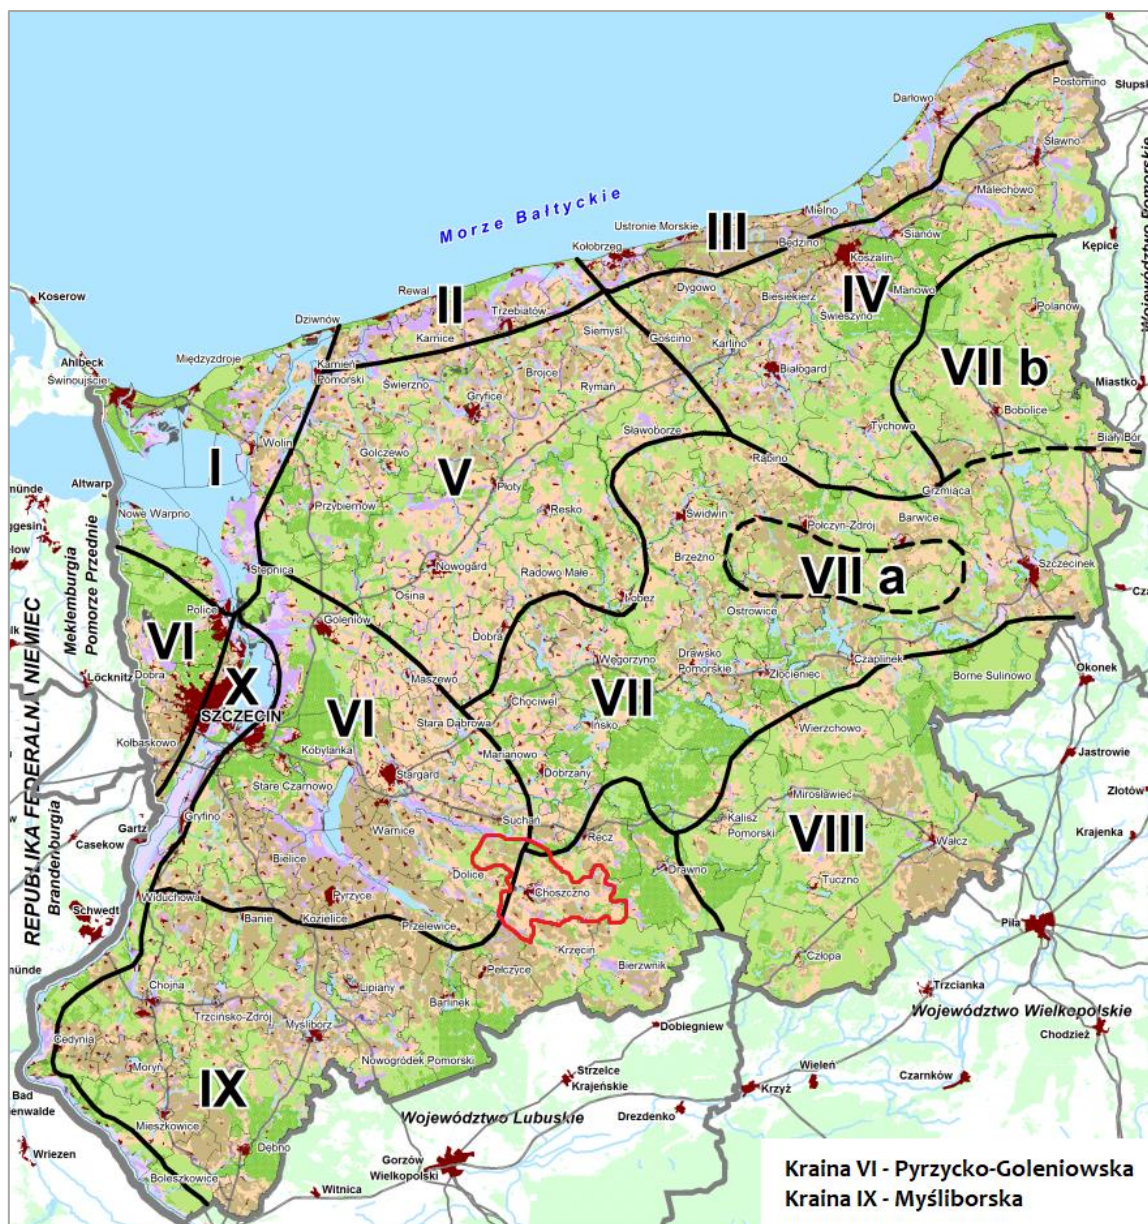 Postomino
Słups
Darłowo
Sławno
Malechowo
Morze Bałtyckie
Ustronie Morskie
Mielno
III
Będzino
Sianów
Kępice
Kołobrzeg
Koszalin
Koserow
Rewal
II
Trzebiatów
Dygowo
Biesiekierz
IV
Manowo
Polanów
Dziwnów
Karnice
Siemyśl
Gościno
Świeszyno
Karlino
Międzyzdroje
Kamień
Pomorski
Brojce
Ahlbeck
Świnoujście
Świerzno
Rymań
Białogard
VII b
Miastko
Gryfice
Bobolice
Wolin
Sławoborze
Tychowo
Biały Bór
I
Golczewo
V
Rąbino
Altwarp
Płoty
Grzmiąca
Nowe Warpno
Przybiernów
Resko
Świdwin
Połczyn-Zdrój
Barwice
Meklemburgia
Pomorze Przednie
Stepnica
Nowogard
Radowo Małe
Brzeżno
VII a
Szczecinek
Osina
Łobez
Ostrowice
Police
Goleniów
Dobra
VI
Dobra
Löcknitz
X
SZCZECIN
Maszewo
Węgorzyno
Drawsko
Pomorskie
Złocieniec
Czaplinek
Okonek
Borne Sulinowo
VI
Chociwel
VII
Ińsko
Stara Dąbrowa
Wierzchowo
Kołbaskowo
Kobylanka
Marianowo
Stargard
Dobrzany
Jastrowie
Stare Czarnowo
Mirosławiec
Złotów
REPUBLIKA FEDERALNA NIEMIEC
Brandenburgia
Gartz
Gryfino
Suchań
Kalisz
Pomorski
VIII
Krajenka
Casekow
Warnice
Recz
Wałcz
Bielice
Dolice
Drawno
Tuczno
Pyrzyce
Choszczno
Widuchowa
Schwedt
Banie
Kozielice
Przelewice
Piła
Krzęcin
Człopa
Pełczyce
Bierzwnik
Chojna
Lipiany
Trzcianka
Trzcińsko-Zdrój
Barlinek
Myślibórz
Dobiegniew
Województwo Wielkopolskie
Chodzież
Cedynia
Moryń
Nowogródek Pomorski
Strzelce
Krajeńskie
Wieleń
Czarnków
Krzyż
IX
Bad
Województwo Lubuskie
Drezdenko
Mieszkowice
Wriezen
Dębno
Gorzów
Wielkopolski
Boleszkowice
Witnica
Kraina VI - Pyrzycko-Goleniowska
Kraina IX - Myśliborska